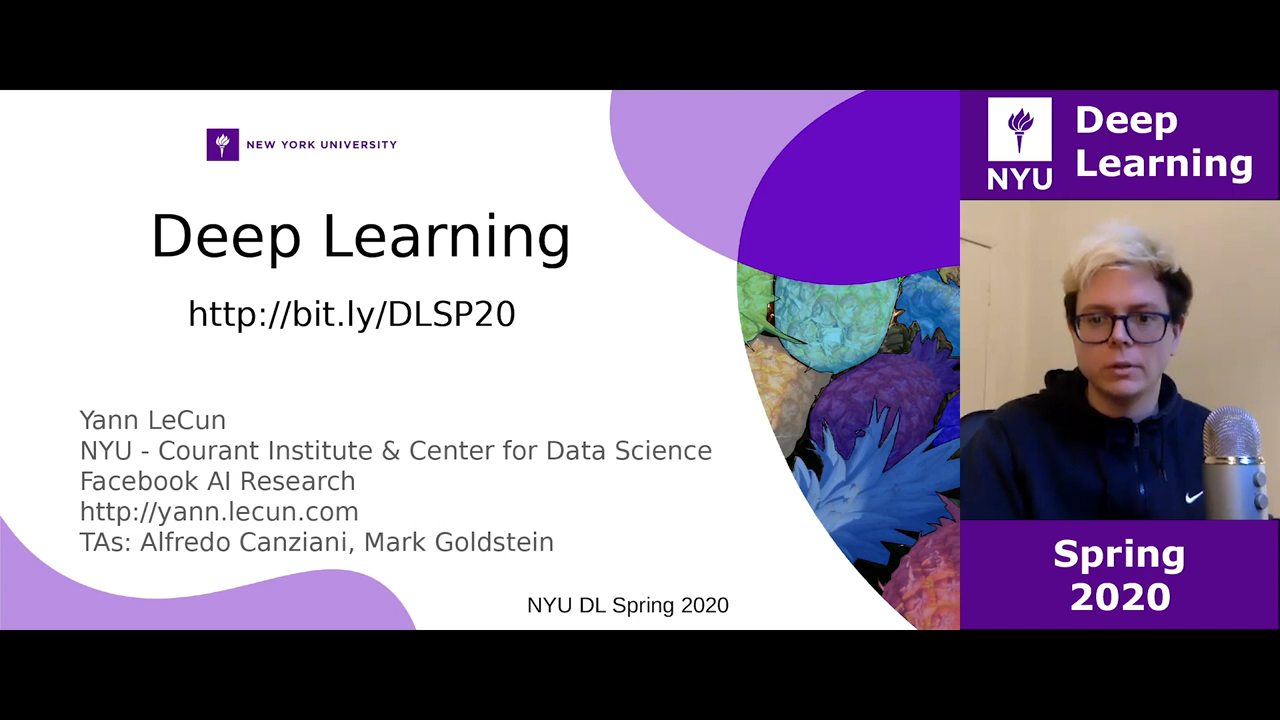 NEW YORK UNIVERSITY
Deep Learning
http://bit.ly/DLSP20
Yann LeCun
NYU - Courant Institute & Center for Data Science
Facebook AI Research
http://yann.lecun.com
TAs: Alfredo Canziani, Mark Goldstein
NYU DL Spring 2020
NYU
Deep
Learning
Spring
2020